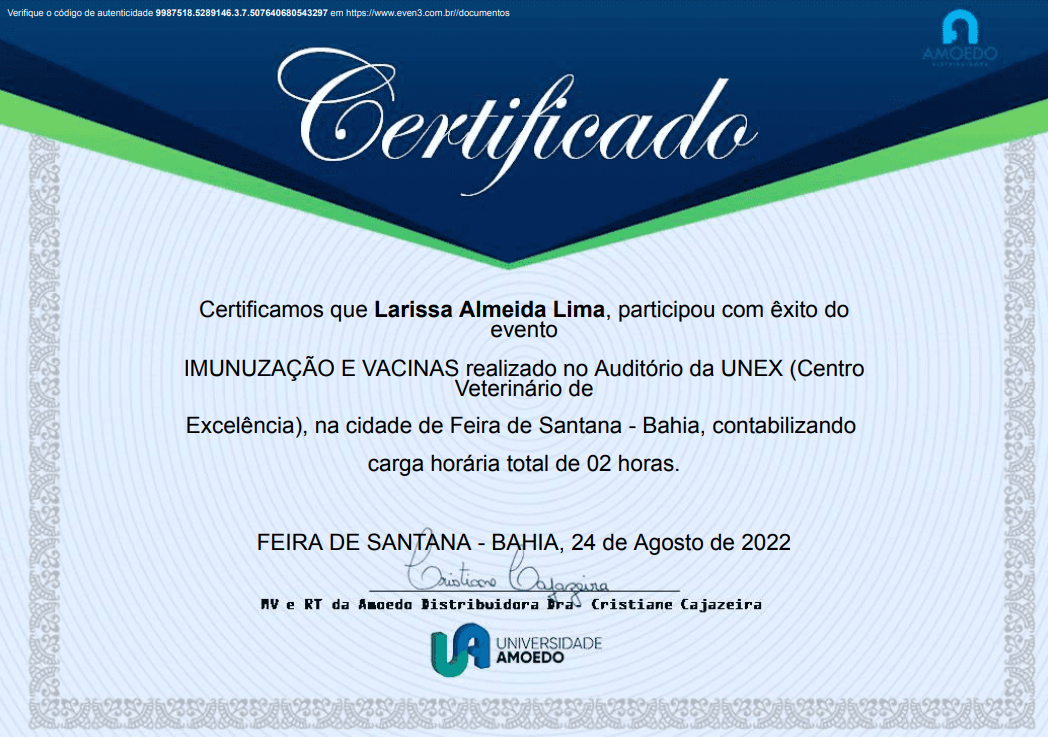 Verifique o código de autenticidade 9987518.5289146.3.7.507640680543297 em https://www.even3.com.br//documentos
AMOEDO
DISTRIBUIDORA
Certificado
Certificamos que Larissa Almeida Lima, participou com êxito do
evento
IMUNUZAÇÃO E VACINAS realizado no Auditório da UNEX (Centro
Veterinário de
Excelência), na cidade de Feira de Santana - Bahia, contabilizando
carga horária total de 02 horas.
FEIRA DE SANTANA - BAHIA, 24 de Agosto de 2022
Cristiane Cajazeira
MV e RT da Amoedo Distribuidora Dra- Cristiane Cajazeira
UA UNIVERSIDADE
AMOEDO